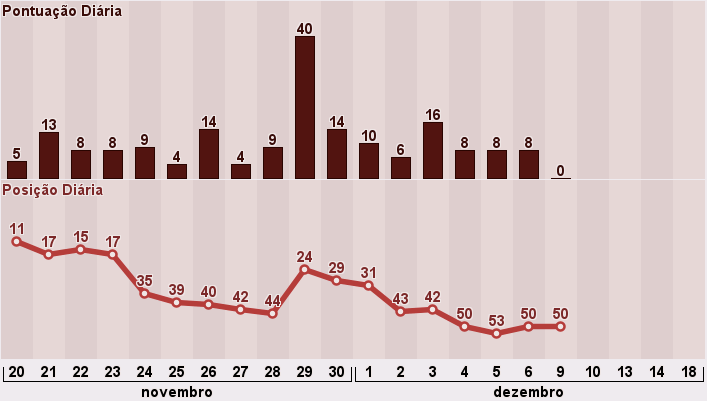 Pontuação Diária
5 13 8 8 9 4 14 4 9 40 14 10 6 16 8 8 8 0
Posição Diária
11 17 15 17 35 39 40 42 44 24 29 31 43 42 50 53 50 50
20 21 22 23 24 25 26 27 28 29 30 1 2 3 4 5 6 9 10 13 14 18
novembro dezembro